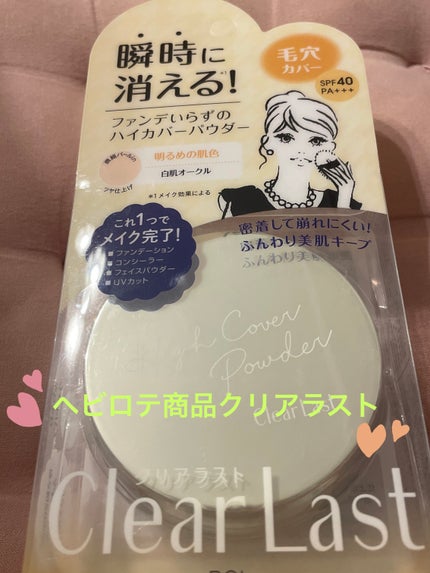 瞬時に
消える!
ファンデいらずの
ハイカバーパウダー
毛穴
カバー
SPF40
PA+++
明るめの肌色
白肌オークル
*1メイク効果による
これ1つで
メイク完了!
ファンデーション
コンシーラー
フェイスパウダー
UVカット
密着して崩れにくい!
ふんわり美肌キープ
High Cover
Powder
Clear Last
ヘビロテ商品クリアラスト
クリアラスト
Clear Last